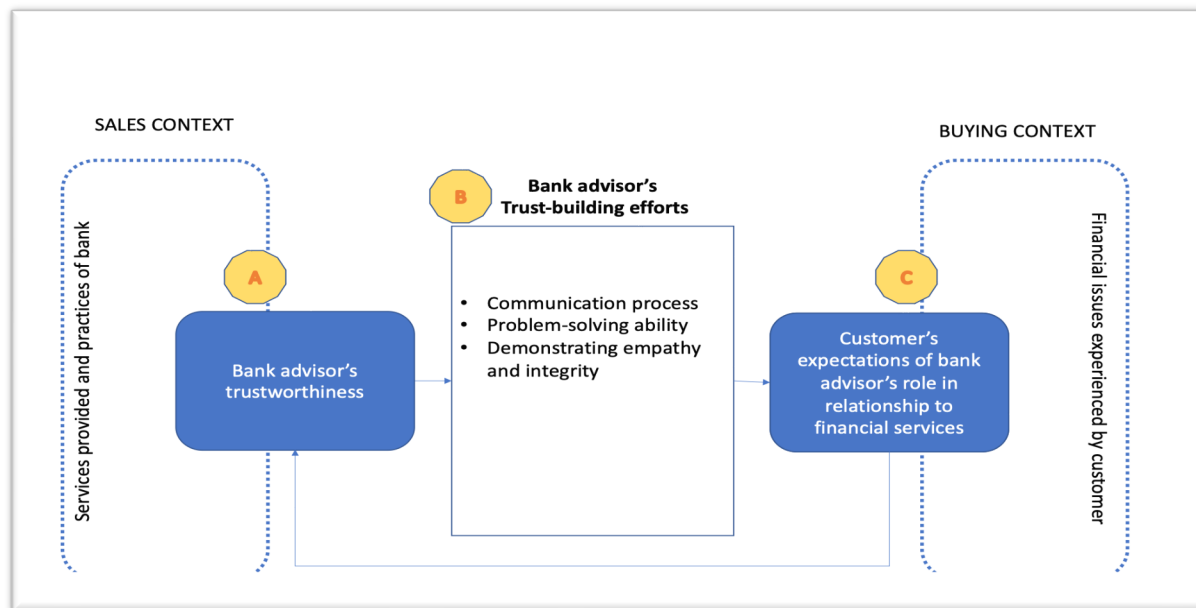 SALES CONTEXT
BUYING CONTEXT
Services provided and practices of bank
A
Bank advisor's
trustworthiness
B
Bank advisor's
Trust-building efforts
• Communication process
• Problem-solving ability
• Demonstrating empathy
and integrity
C
Customer's
expectations of bank
advisor's role in
relationship to
financial services
Financial issues experienced by customer